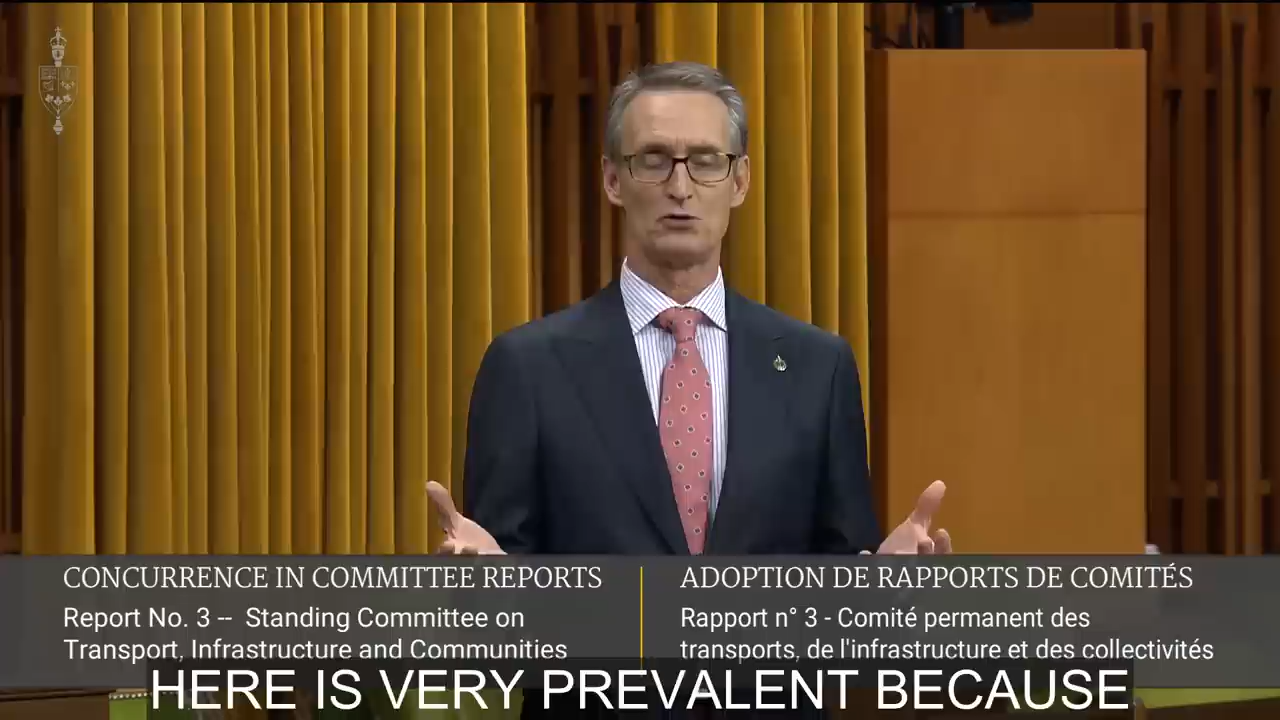 CONCURRENCE IN COMMITTEE REPORTS
Report No. 3 -- Standing Committee on
Transport, Infrastructure and Communities
ADOPTION DE RAPPORTS DE COMITÉS
Rapport n° 3 - Comité permanent des
transports, de l'infrastructure et des collectivités
HERE IS VERY PREVALENT BECAUSE